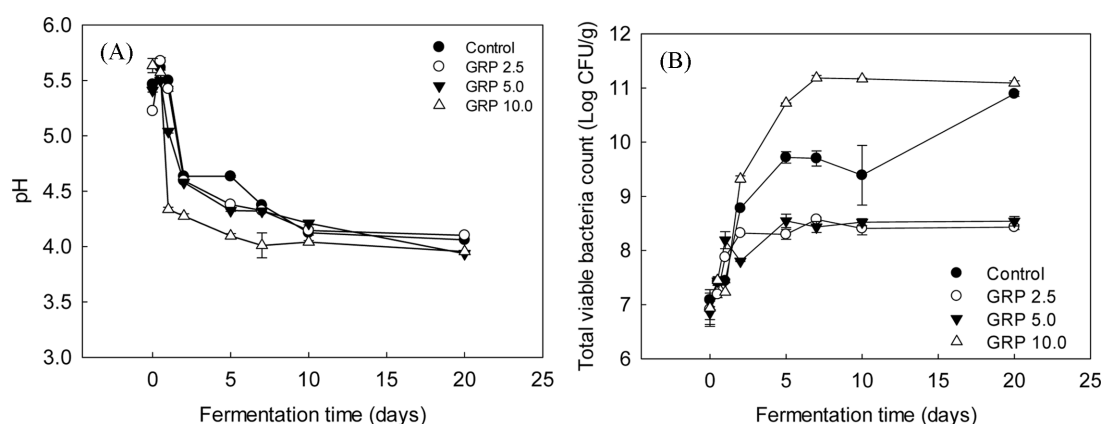 (A)
pH
6.0
5.5
5.0
4.5
4.0
3.5
3.0
Control
GRP 2.5
GRP 5.0
GRP 10.0
0 5 10 15 20 25
Fermentation time (days)
(B)
Total viable bacteria count (Log CFU/g)
12
11
10
9
8
7
6
Control
GRP 2.5
GRP 5.0
GRP 10.0
0 5 10 15 20 25
Fermentation time (days)